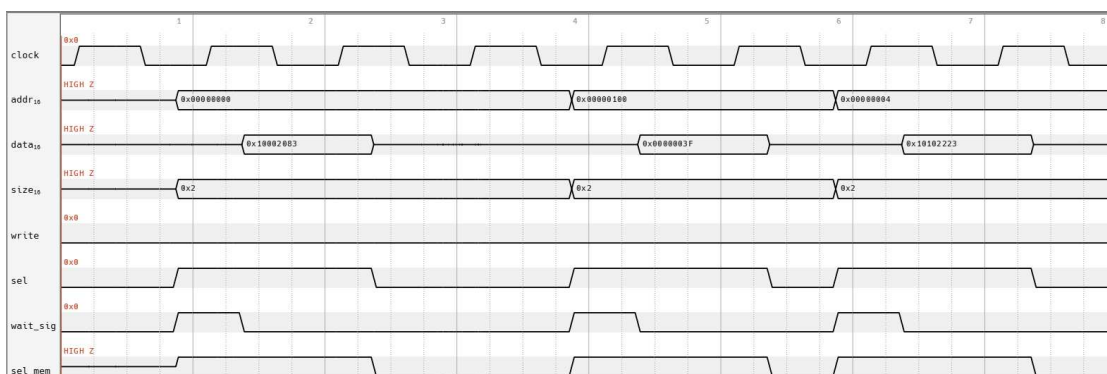 1 2 3 4 5 6 7 8
clock 0x0
addr₁₆ HIGH Z 0x00000000 0x00000100 0x00000004
data₁₆ HIGH Z 0x10002083 0x0000003F 0x10102223
size₁₆ HIGH Z 0x2 0x2 0x2
write 0x0
sel 0x0
wait_sig 0x0
sel_mem HIGH Z